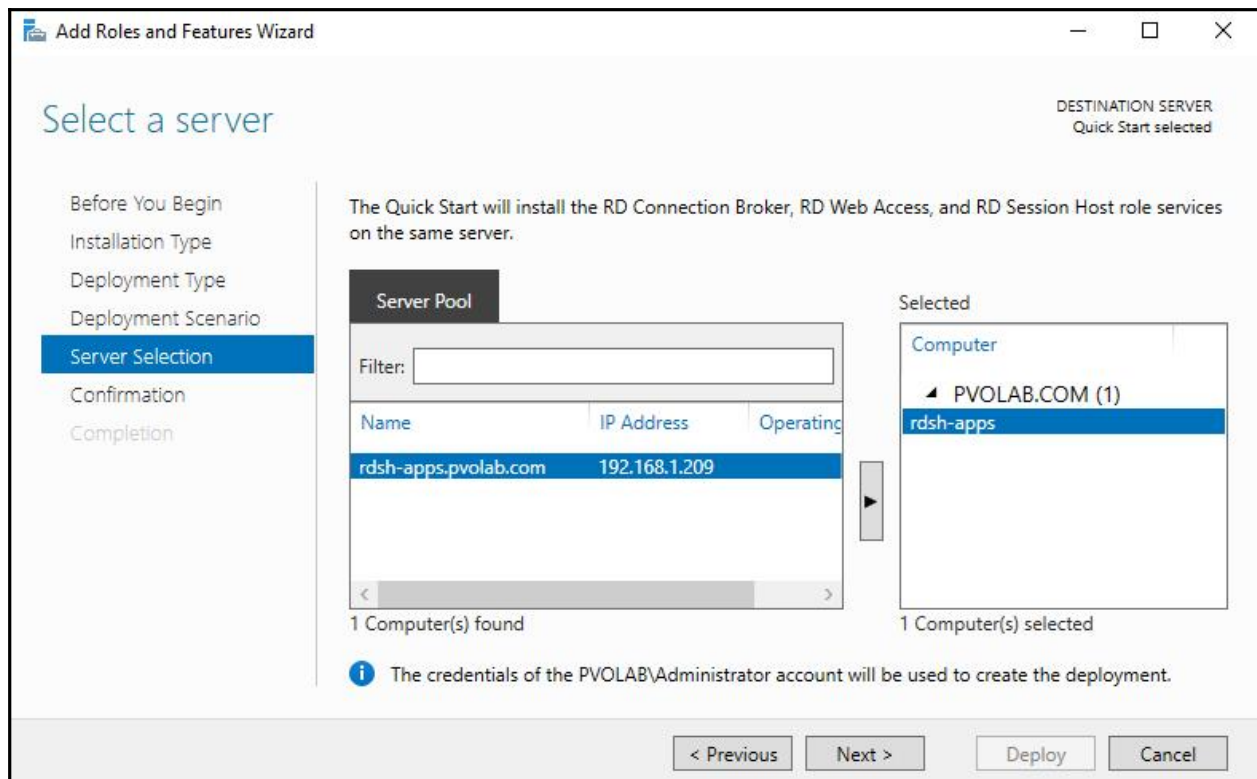 Add Roles and Features Wizard
Select a server
DESTINATION SERVER
Quick Start selected
Before You Begin
Installation Type
Deployment Type
Deployment Scenario
Server Selection
Confirmation
Completion
The Quick Start will install the RD Connection Broker, RD Web Access, and RD Session Host role services
on the same server.
Server Pool
Filter:
Name IP Address Operating
rdsh-apps.pvolab.com 192.168.1.209
1 Computer(s) found
Selected
Computer
PVOLAB.COM (1)
rdsh-apps
1 Computer(s) selected
The credentials of the PVOLAB\Administrator account will be used to create the deployment.
< Previous Next > Deploy Cancel